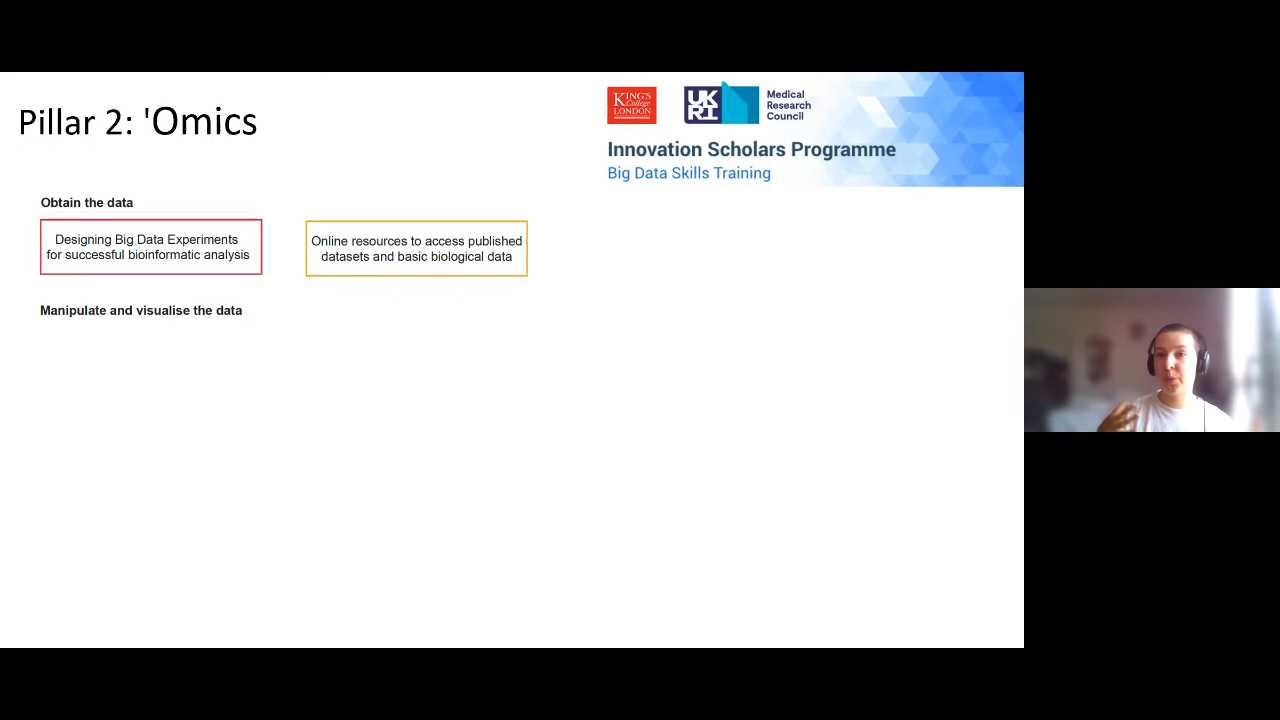 Pillar 2: 'Omics
KING'S
College
LONDON
UK
RI
Medical
Research
Council
Innovation Scholars Programme
Big Data Skills Training
Obtain the data
Designing Big Data Experiments
for successful bioinformatic analysis
Online resources to access published
datasets and basic biological data
Manipulate and visualise the data